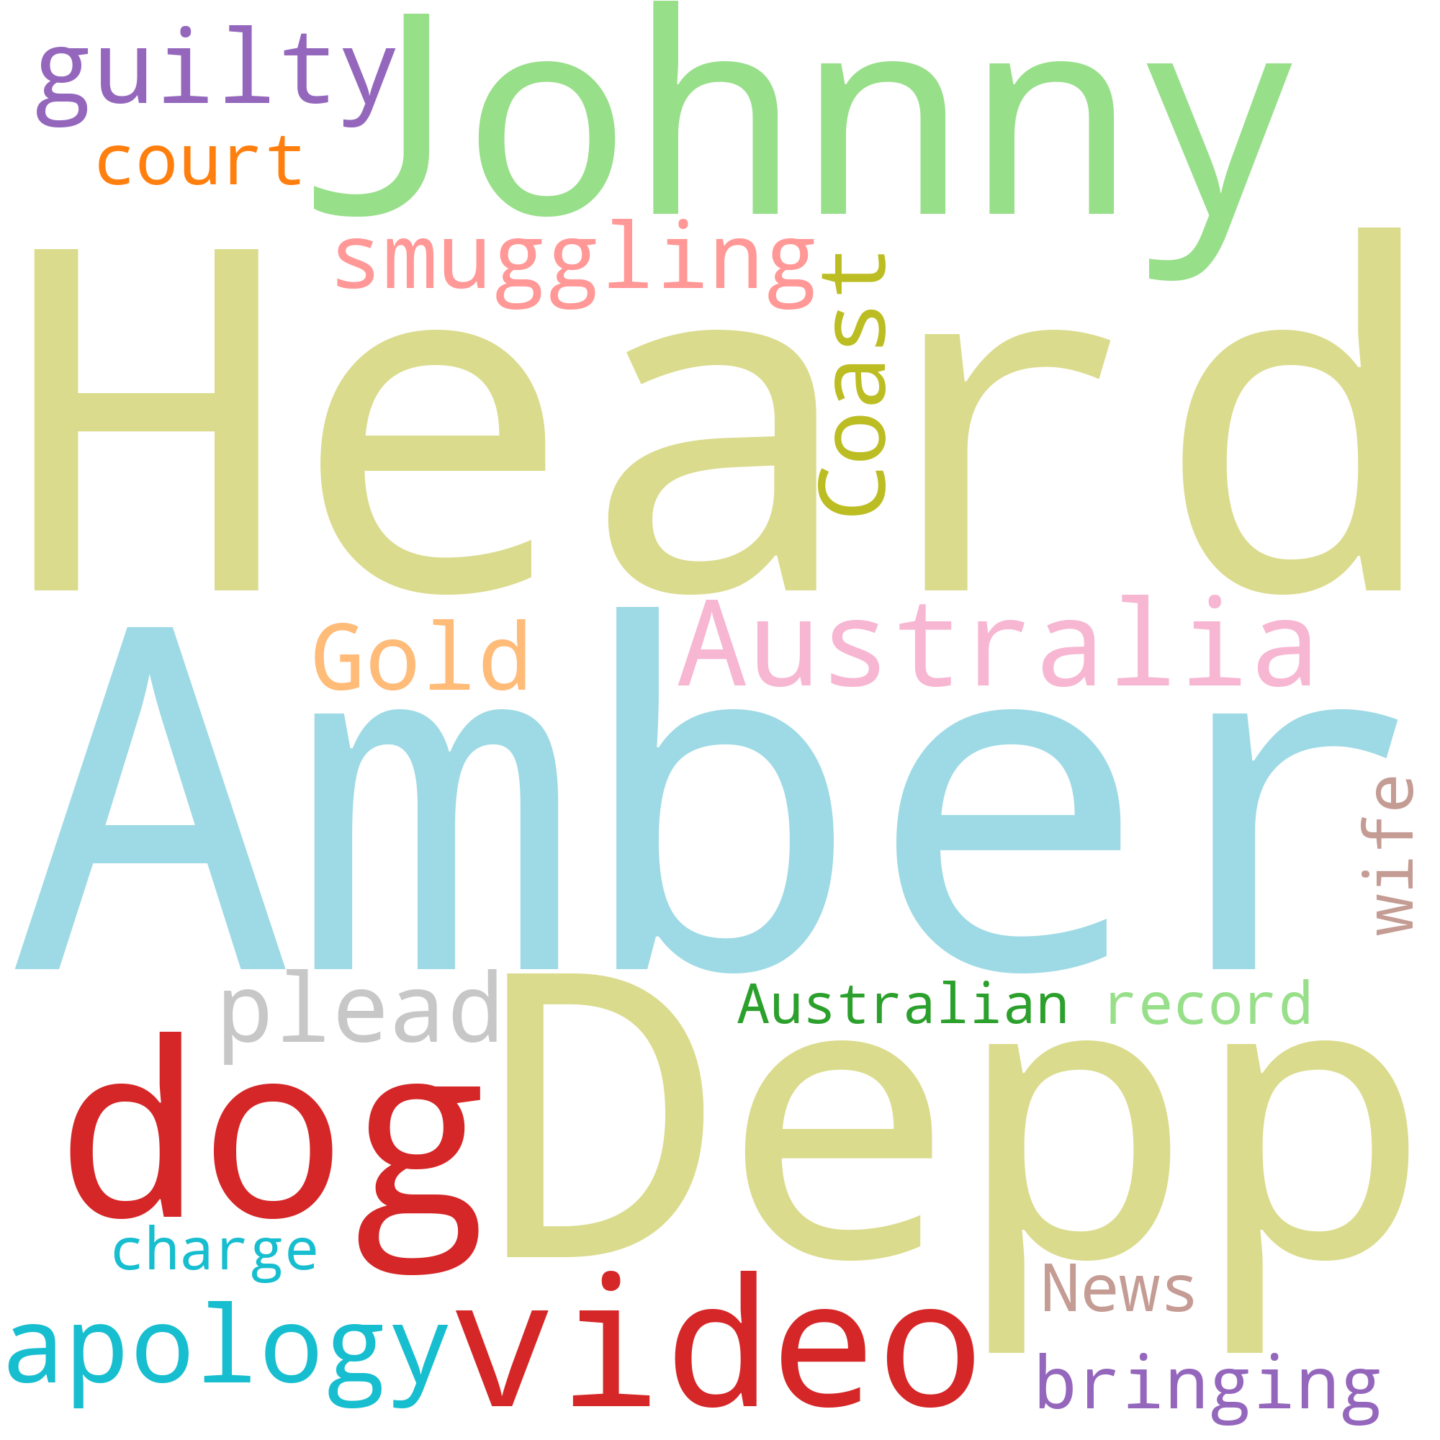 guilty
Johnny
court
smuggling
Coast
Heard
Gold
Australia
Amber
wife
plead
Australian
record
dog
Depp
charge
News
apology
video
bringing